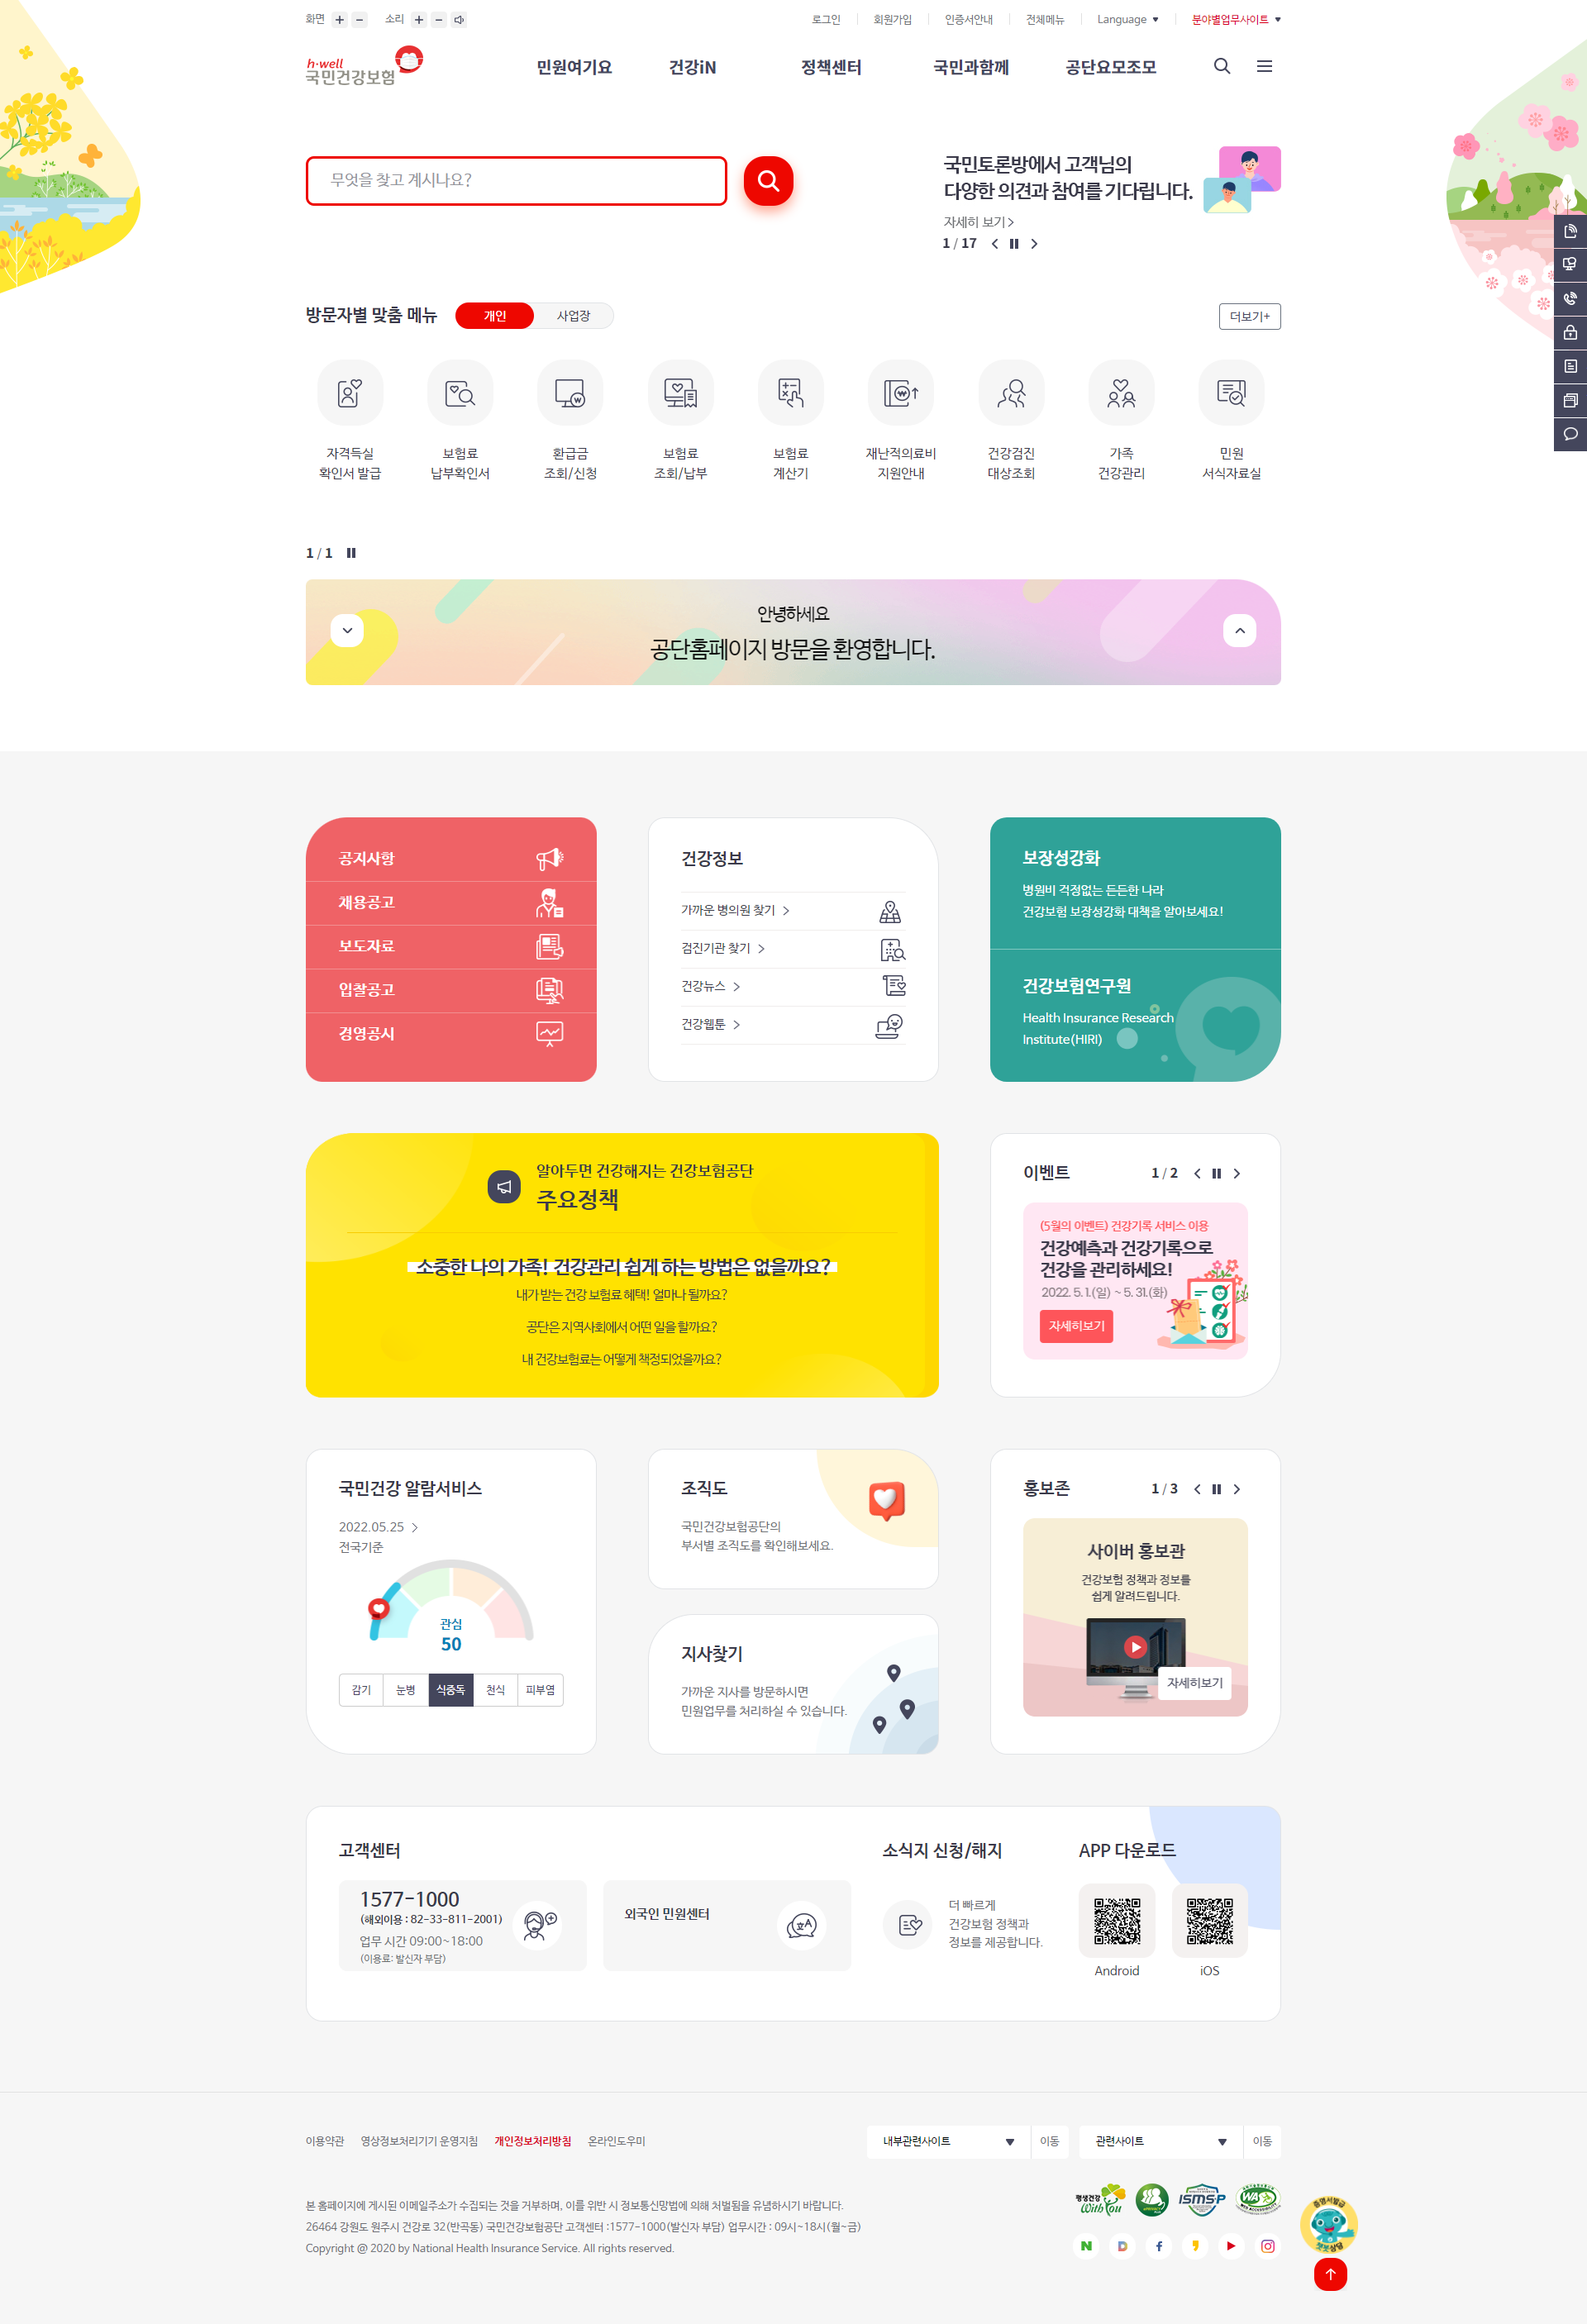 화면
소리
로그인
회원가입
인증서안내
전체메뉴
Language
분야별업무사이트
h·well
국민건강보험
민원여기요
건강iN
정책센터
국민과함께
공단요모조모
무엇을 찾고 계시나요?
국민토론방에서 고객님의
다양한 의견과 참여를 기다립니다.
자세히 보기
1 / 17
방문자별 맞춤 메뉴
개인
사업장
더보기+
자격득실
확인서 발급
보험료
납부확인서
환급금
조회/신청
보험료
조회/납부
보험료
계산기
재난적의료비
지원안내
건강검진
대상조회
가족
건강관리
민원
서식자료실
1 / 1
안녕하세요
공단홈페이지 방문을 환영합니다.
공지사항
채용공고
보도자료
입찰공고
경영공시
건강정보
가까운 병의원 찾기
검진기관 찾기
건강뉴스
건강웹툰
보장성강화
병원비 걱정없는 든든한 나라
건강보험 보장성강화 대책을 알아보세요!
건강보험연구원
Health Insurance Research
Institute(HIRI)
알아두면 건강해지는 건강보험공단
주요정책
소중한 나의 가족! 건강관리 쉽게 하는 방법은 없을까요?
내가 받는 건강 보험료 혜택! 얼마나 될까요?
공단은 지역사회에서 어떤 일을 할까요?
내 건강보험료는 어떻게 책정되었을까요?
이벤트
1 / 2
(5월의 이벤트) 건강기록 서비스 이용
건강예측과 건강기록으로
건강을 관리하세요!
2022. 5. 1.(일) ~ 5. 31.(화)
자세히보기
국민건강 알람서비스
2022.05.25
전국기준
관심
50
감기
눈병
식중독
천식
피부염
조직도
국민건강보험공단의
부서별 조직도를 확인해보세요.
지사찾기
가까운 지사를 방문하시면
민원업무를 처리하실 수 있습니다.
홍보존
1 / 3
사이버 홍보관
건강보험 정책과 정보를
쉽게 알려드립니다.
자세히보기
고객센터
1577-1000
(해외이용 : 82-33-811-2001)
업무 시간 09:00~18:00
(이용료: 발신자 부담)
외국인 민원센터
소식지 신청/해지
더 빠르게
건강보험 정책과
정보를 제공합니다.
APP 다운로드
Android
iOS
이용약관
영상정보처리기기 운영지침
개인정보처리방침
온라인도우미
내부관련사이트
이동
관련사이트
이동
본 홈페이지에 게시된 이메일주소가 수집되는 것을 거부하며, 이를 위반 시 정보통신망법에 의해 처벌됨을 유념하시기 바랍니다.
26464 강원도 원주시 건강로 32(반곡동) 국민건강보험공단 고객센터 :1577-1000(발신자 부담) 업무시간 : 09시~18시(월~금)
Copyright @ 2020 by National Health Insurance Service. All rights reserved.
평생건강
With You
ISMS-P
WA
증명서발급
챗봇상담